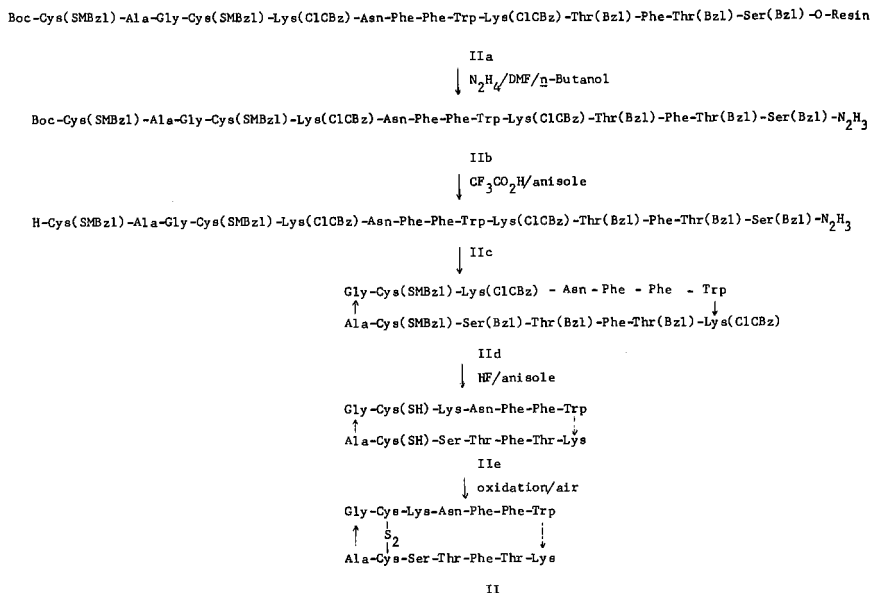 Boc-Cys(SMBzl)-Ala-Gly-Cys(SMBzl)-Lys(ClCBz)-Asn-Phe-Phe-Trp-Lys(ClCBz)-Thr(Bzl)-Phe-Thr(Bzl)-Ser(Bzl)-O-Resin
IIa
↓ N2H4/DMF/n-Butanol
Boc-Cys(SMBzl)-Ala-Gly-Cys(SMBzl)-Lys(ClCBz)-Asn-Phe-Phe-Trp-Lys(ClCBz)-Thr(Bzl)-Phe-Thr(Bzl)-Ser(Bzl)-N2H3
IIb
↓ CF3CO2H/anisole
H-Cys(SMBzl)-Ala-Gly-Cys(SMBzl)-Lys(ClCBz)-Asn-Phe-Phe-Trp-Lys(ClCBz)-Thr(Bzl)-Phe-Thr(Bzl)-Ser(Bzl)-N2H3
↓ IIc
Gly-Cys(SMBzl)-Lys(ClCBz) - Asn - Phe - Phe - Trp
↑ ↓
Ala-Cys(SMBzl)-Ser(Bzl)-Thr(Bzl)-Phe-Thr(Bzl)-Lys(ClCBz)
IId
↓ HF/anisole
Gly-Cys(SH)-Lys-Asn-Phe-Phe-Trp
↑ ↓
Ala-Cys(SH)-Ser-Thr-Phe-Thr-Lys
IIe
↓ oxidation/air
Gly-Cys-Lys-Asn-Phe-Phe-Trp
↑ S2 ↓
Ala-Cys-Ser-Thr-Phe-Thr-Lys
II